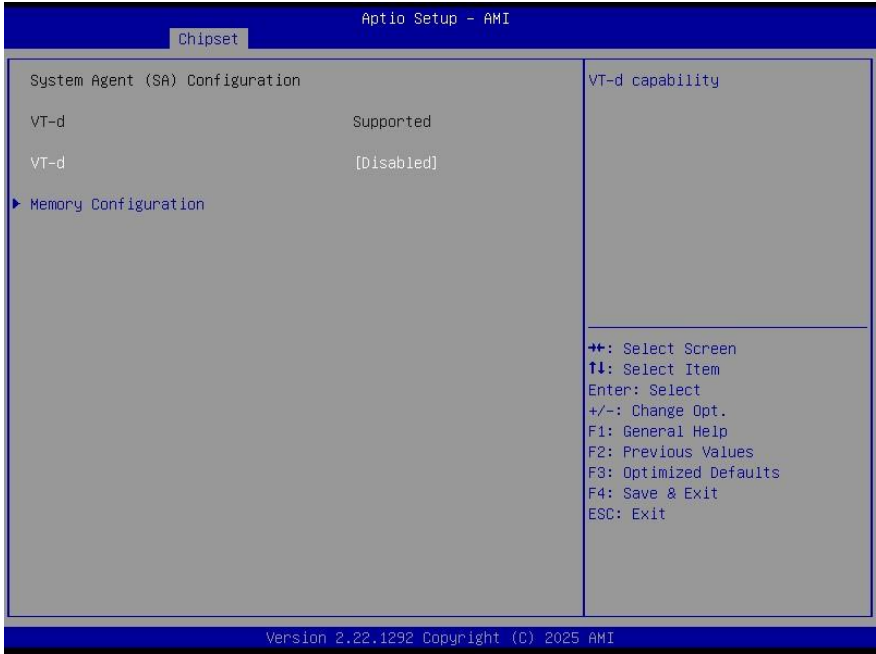 Aptio Setup - AMI
Chipset
System Agent (SA) Configuration
VT-d Supported
VT-d [Disabled]
▶ Memory Configuration
VT-d capability
→←: Select Screen
↑↓: Select Item
Enter: Select
+/-: Change Opt.
F1: General Help
F2: Previous Values
F3: Optimized Defaults
F4: Save & Exit
ESC: Exit
Version 2.22.1292 Copyright (C) 2025 AMI